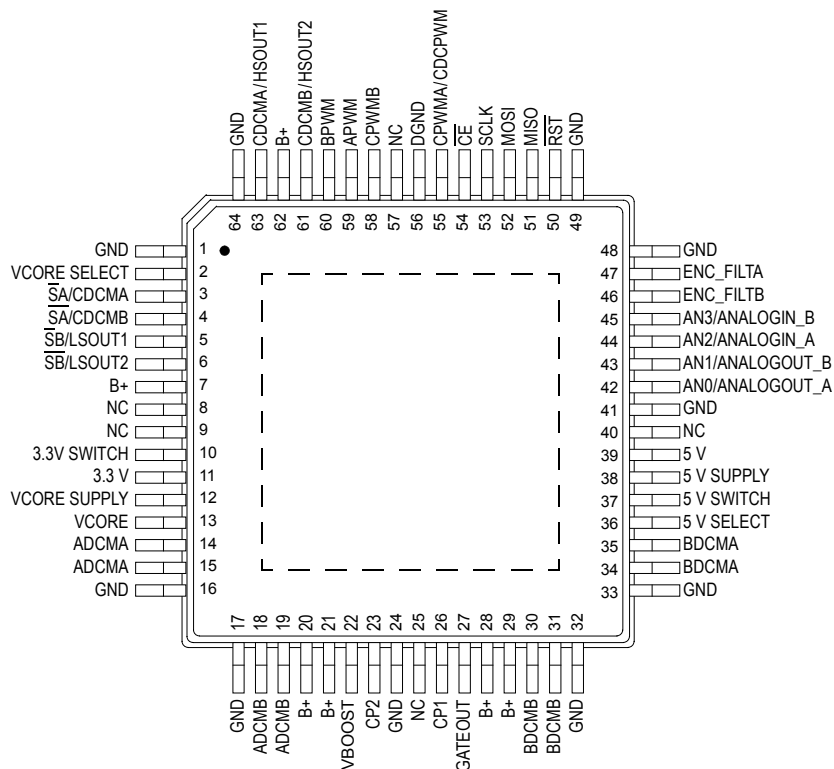 GND
CDCMA/HSOUT1
B+
CDCMB/HSOUT2
BPWM
APWM
CPWMB
NC
DGND
CPWMA/CDCPWM
C̅E̅
SCLK
MOSI
MISO
R̅S̅T̅
GND
64
63
62
61
60
59
58
57
56
55
54
53
52
51
50
49
GND 1
VCORE SELECT 2
S̅A/CDCMA 3
S̅A̅/CDCMB 4
S̅B/LSOUT1 5
S̅B̅/LSOUT2 6
B+ 7
NC 8
NC 9
3.3V SWITCH 10
3.3 V 11
VCORE SUPPLY 12
VCORE 13
ADCMA 14
ADCMA 15
GND 16
48 GND
47 ENC_FILTA
46 ENC_FILTB
45 AN3/ANALOGIN_B
44 AN2/ANALOGIN_A
43 AN1/ANALOGOUT_B
42 AN0/ANALOGOUT_A
41 GND
40 NC
39 5 V
38 5 V SUPPLY
37 5 V SWITCH
36 5 V SELECT
35 BDCMA
34 BDCMA
33 GND
17
18
19
20
21
22
23
24
25
26
27
28
29
30
31
32
GND
ADCMB
ADCMB
B+
B+
VBOOST
CP2
GND
NC
CP1
GATEOUT
B+
B+
BDCMB
BDCMB
GND